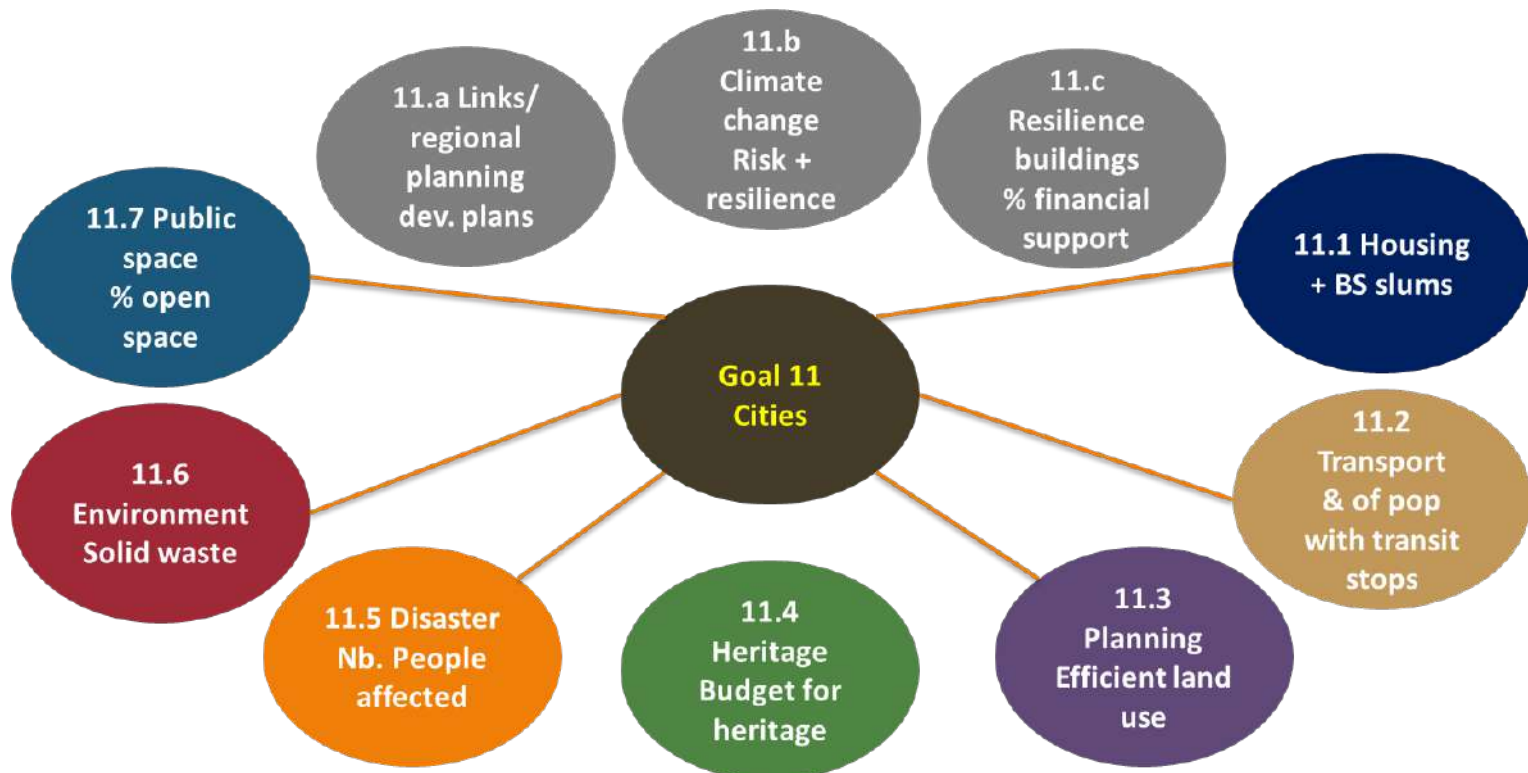 11.a Links/
regional
planning
dev. plans
11.b
Climate
change
Risk +
resilience
11.c
Resilience
buildings
% financial
support
11.7 Public
space
% open
space
11.1 Housing
+ BS slums
Goal 11
Cities
11.6
Environment
Solid waste
11.2
Transport
& of pop
with transit
stops
11.5 Disaster
Nb. People
affected
11.4
Heritage
Budget for
heritage
11.3
Planning
Efficient land
use